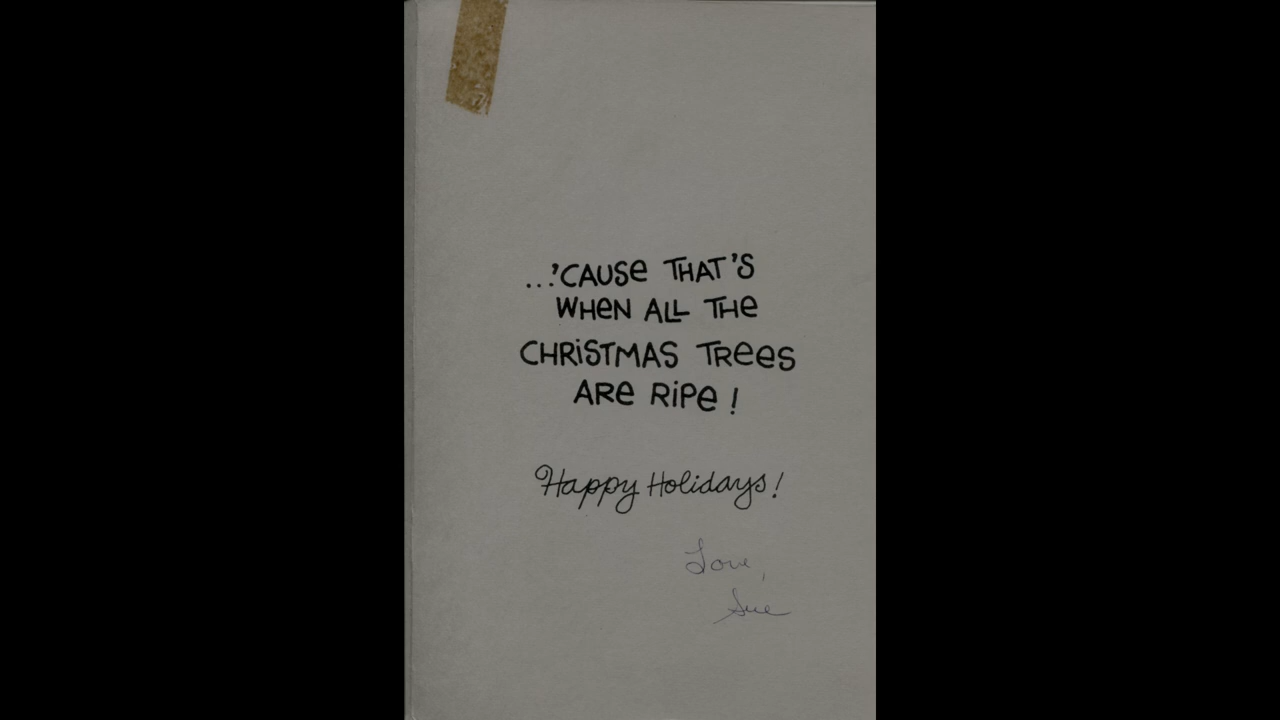 ...'CAUSE THAT'S
WHEN ALL THE
CHRISTMAS TREES
ARE RIPE!
Happy Holidays!
Love,
Sue